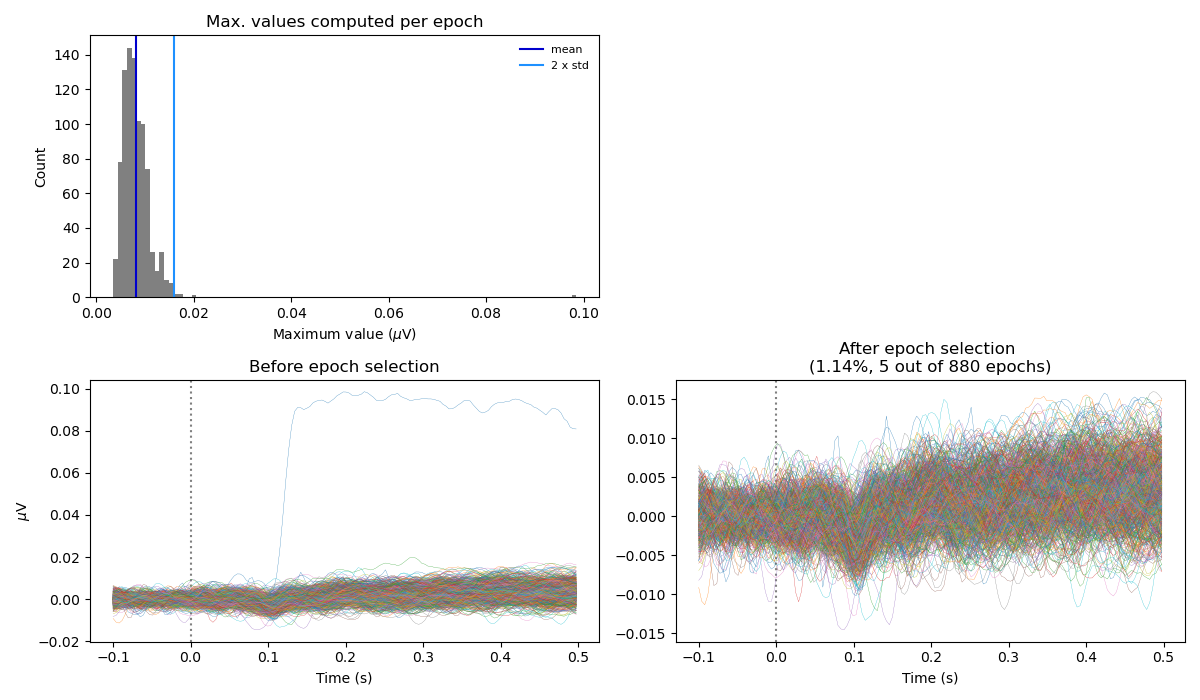 Max. values computed per epoch
140
120
100
80
60
40
20
0
Count
mean
2 x std
0.00 0.02 0.04 0.06 0.08 0.10
Maximum value (μV)
Before epoch selection
0.10
0.08
0.06
0.04
0.02
0.00
−0.02
μV
−0.1 0.0 0.1 0.2 0.3 0.4 0.5
Time (s)
After epoch selection
(1.14%, 5 out of 880 epochs)
0.015
0.010
0.005
0.000
−0.005
−0.010
−0.015
−0.1 0.0 0.1 0.2 0.3 0.4 0.5
Time (s)